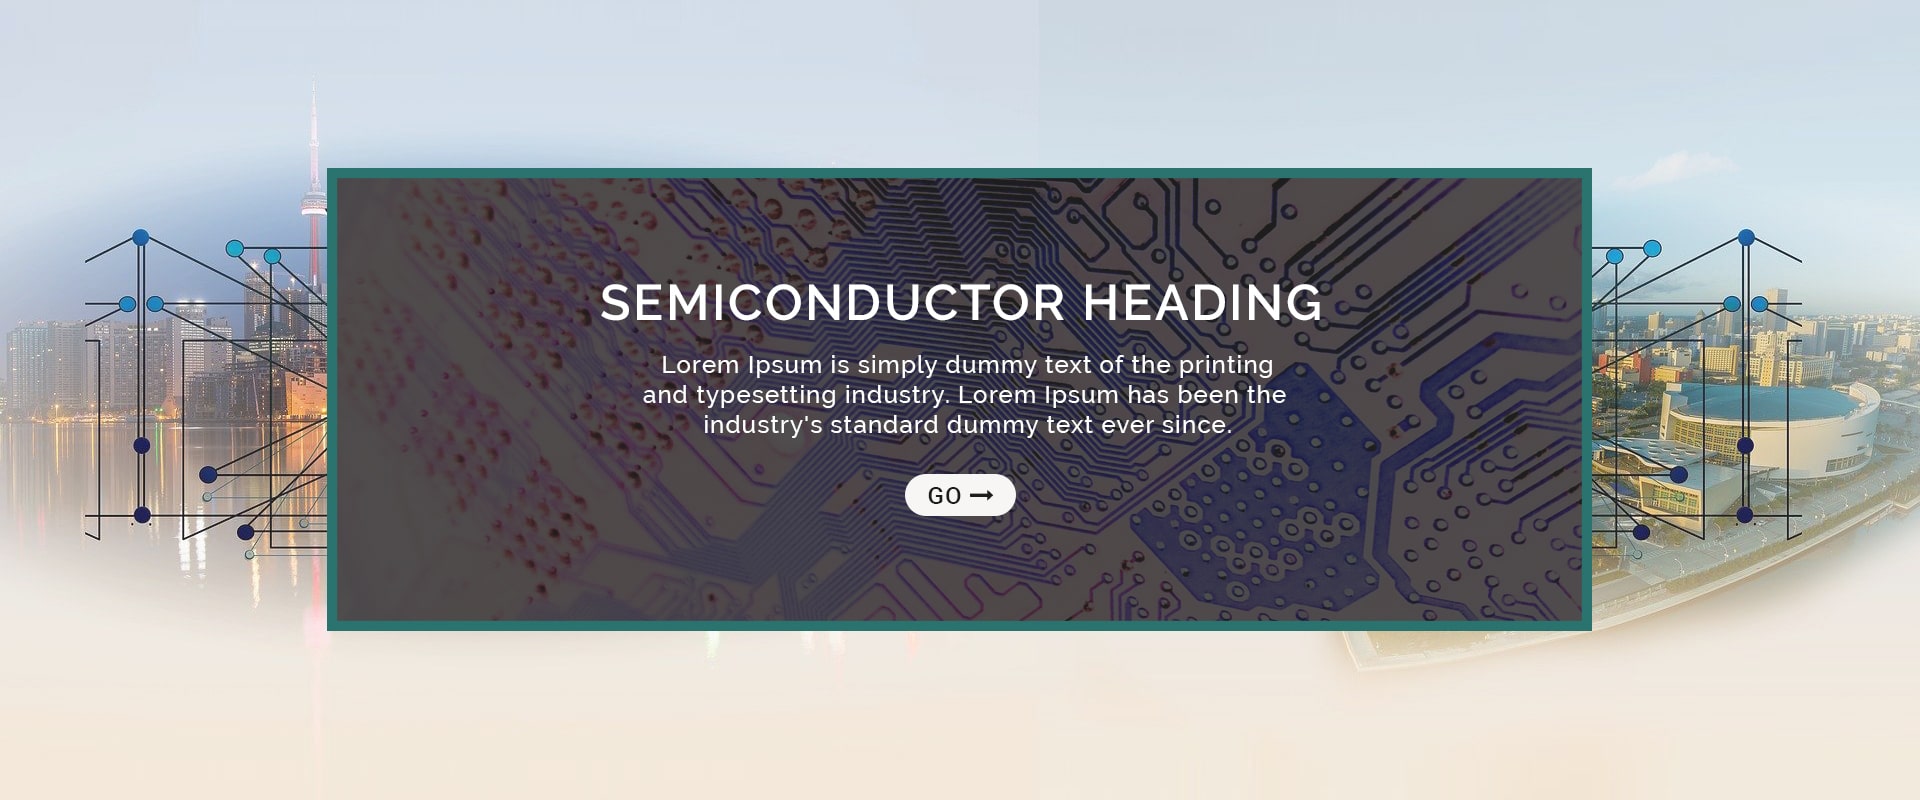 SEMICONDUCTOR HEADING
Lorem Ipsum is simply dummy text of the printing
and typesetting industry. Lorem Ipsum has been the
industry's standard dummy text ever since.
GO